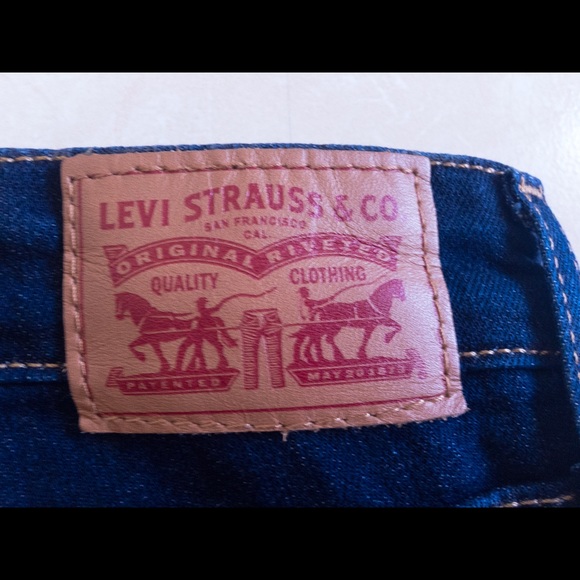 LEVI STRAUSS & CO
SAN FRANCISCO
CAL
ORIGINAL RIVETED
QUALITY CLOTHING
PATENTED MAY 20 1873